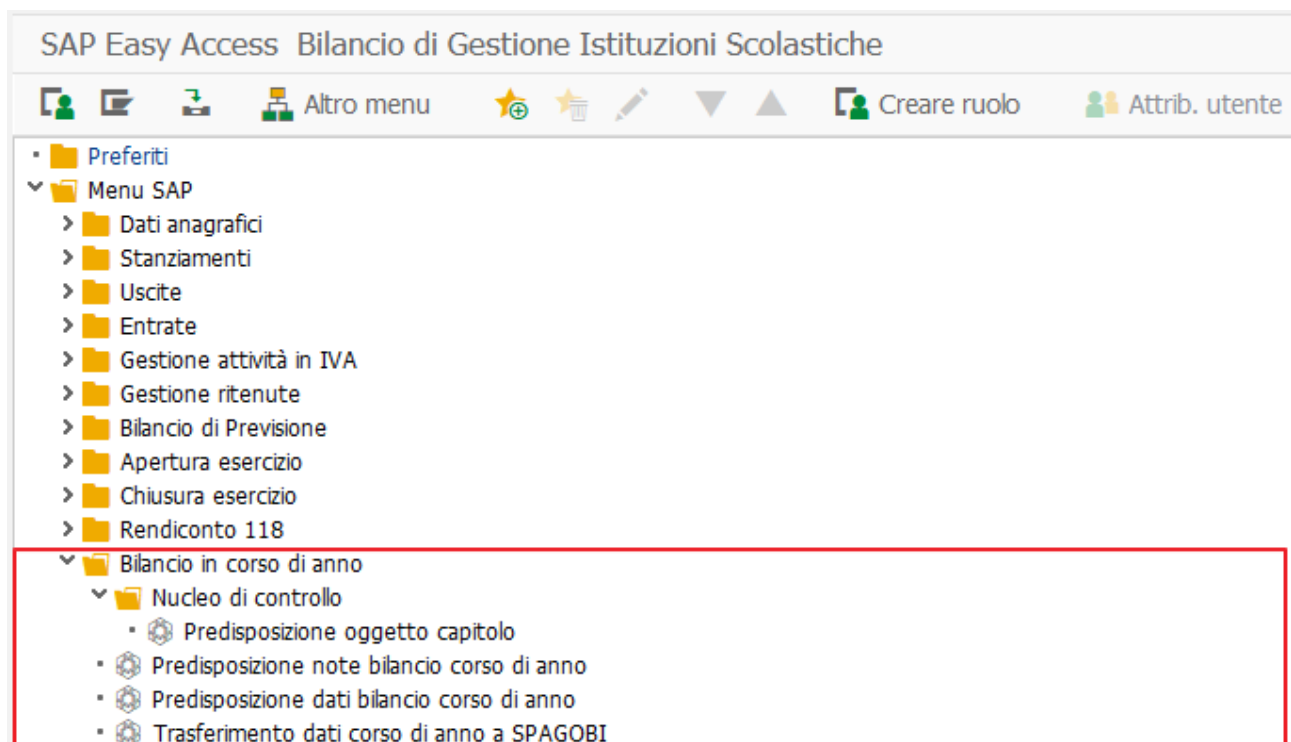 SAP Easy Access Bilancio di Gestione Istituzioni Scolastiche
Altro menu Creare ruolo Attrib. utente
Preferiti
Menu SAP
Dati anagrafici
Stanziamenti
Uscite
Entrate
Gestione attività in IVA
Gestione ritenute
Bilancio di Previsione
Apertura esercizio
Chiusura esercizio
Rendiconto 118
Bilancio in corso di anno
Nucleo di controllo
Predisposizione oggetto capitolo
Predisposizione note bilancio corso di anno
Predisposizione dati bilancio corso di anno
Trasferimento dati corso di anno a SPAGOBI